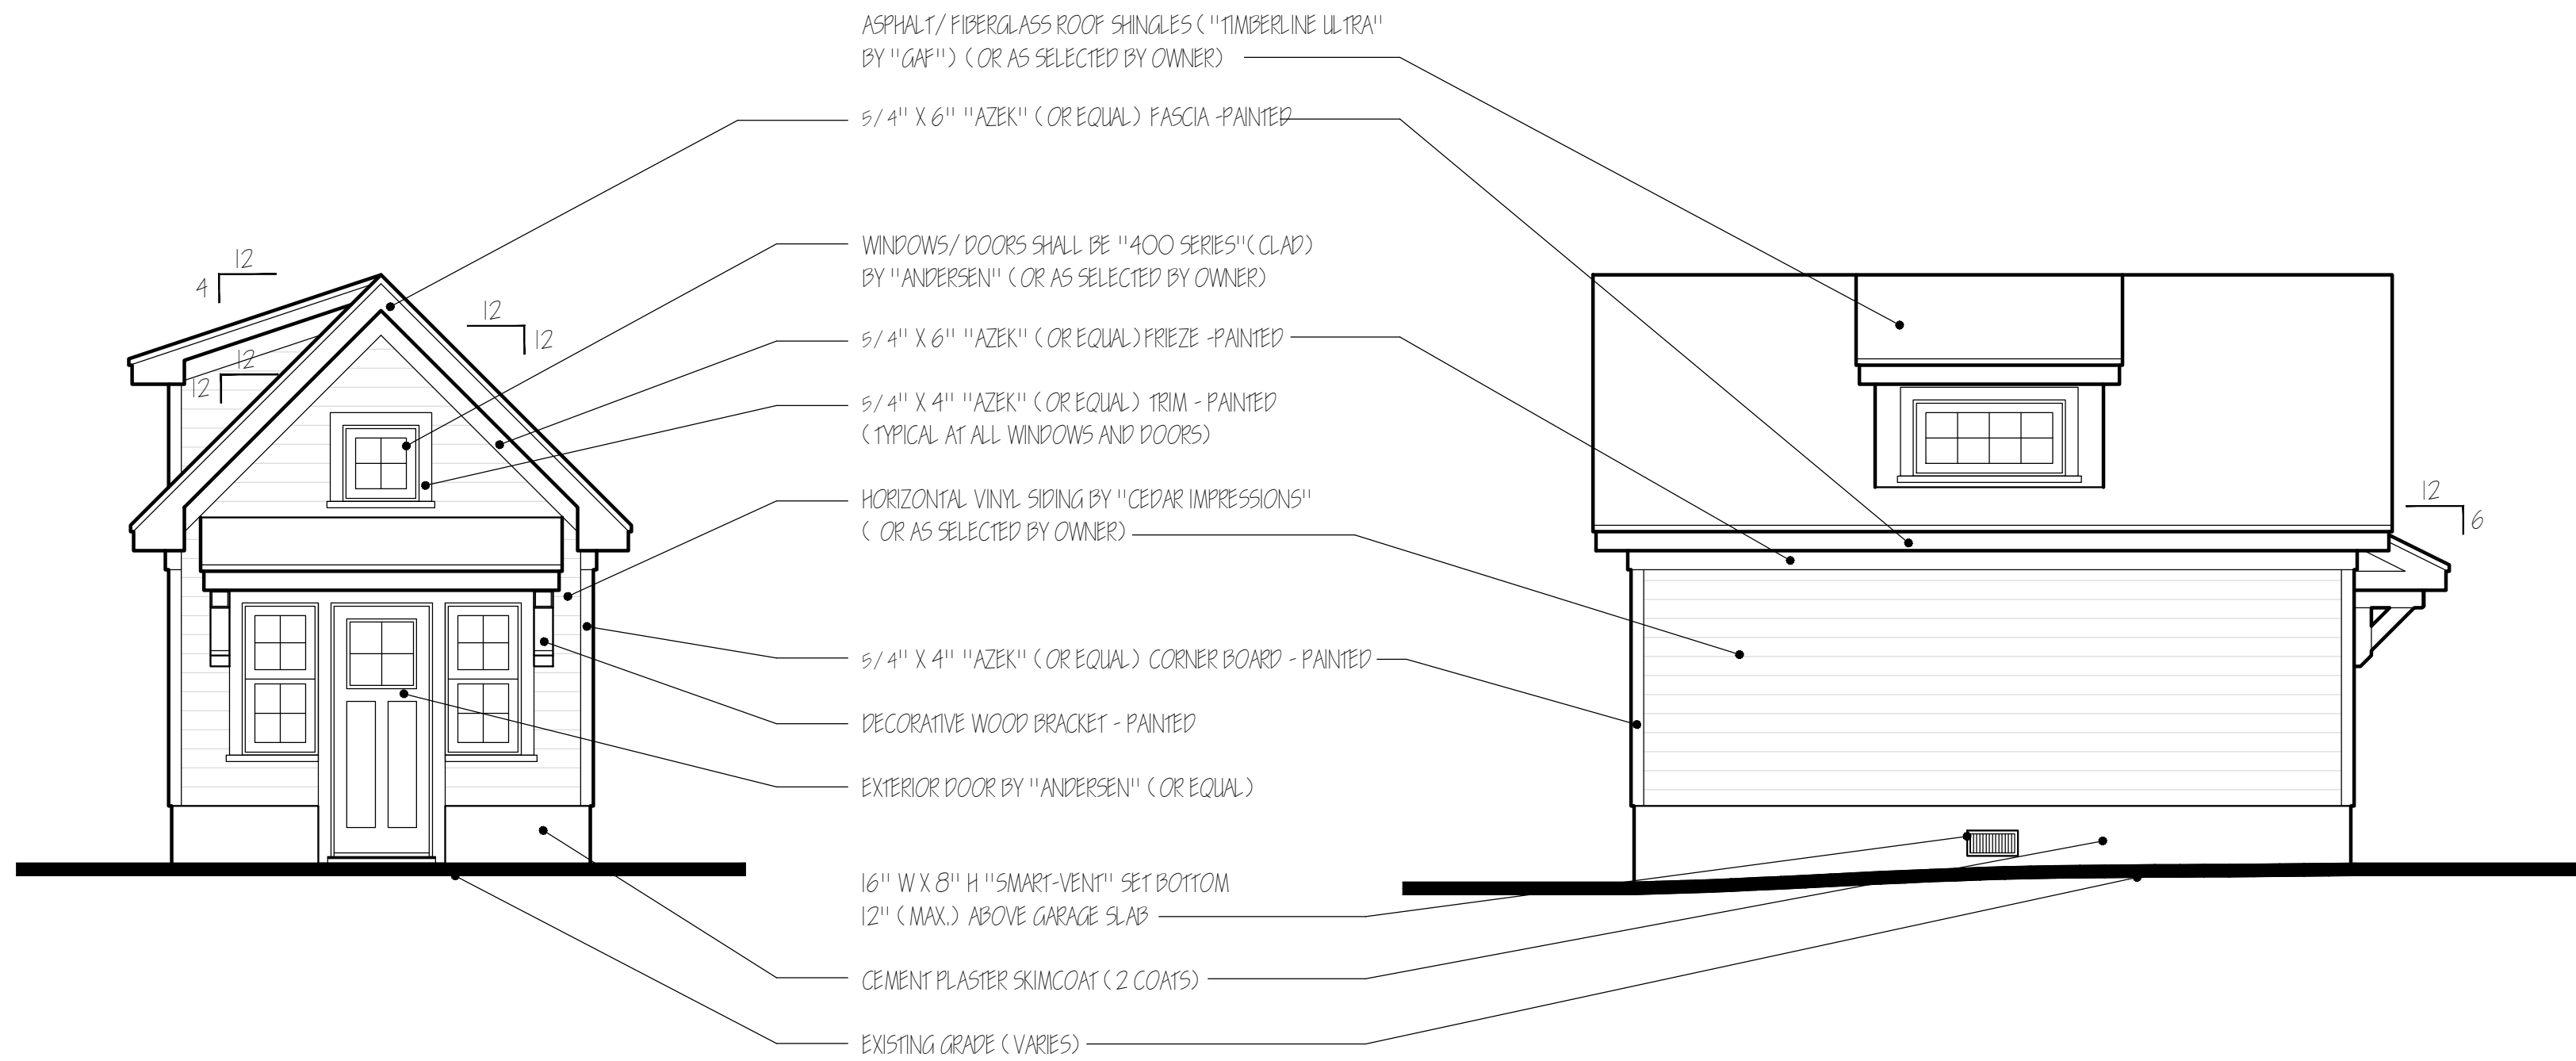 ASPHALT/ FIBERGLASS ROOF SHINGLES ( "TIMBERLINE ULTRA"
BY "GAF") ( OR AS SELECTED BY OWNER)
5/4" X 6" "AZEK" ( OR EQUAL) FASCIA -PAINTED
WINDOWS/ DOORS SHALL BE "400 SERIES"( CLAD)
BY "ANDERSEN" ( OR AS SELECTED BY OWNER)
12
4
12
12
12
12
5/4" X 6" "AZEK" ( OR EQUAL) FRIEZE -PAINTED
5/4" X 4" "AZEK" ( OR EQUAL) TRIM - PAINTED
( TYPICAL AT ALL WINDOWS AND DOORS)
HORIZONTAL VINYL SIDING BY "CEDAR IMPRESSIONS"
( OR AS SELECTED BY OWNER)
12
6
5/4" X 4" "AZEK" ( OR EQUAL) CORNER BOARD - PAINTED
DECORATIVE WOOD BRACKET - PAINTED
EXTERIOR DOOR BY "ANDERSEN" ( OR EQUAL)
16" W X 8" H "SMART-VENT" SET BOTTOM
12" ( MAX.) ABOVE GARAGE SLAB
CEMENT PLASTER SKIMCOAT ( 2 COATS)
EXISTING GRADE ( VARIES)